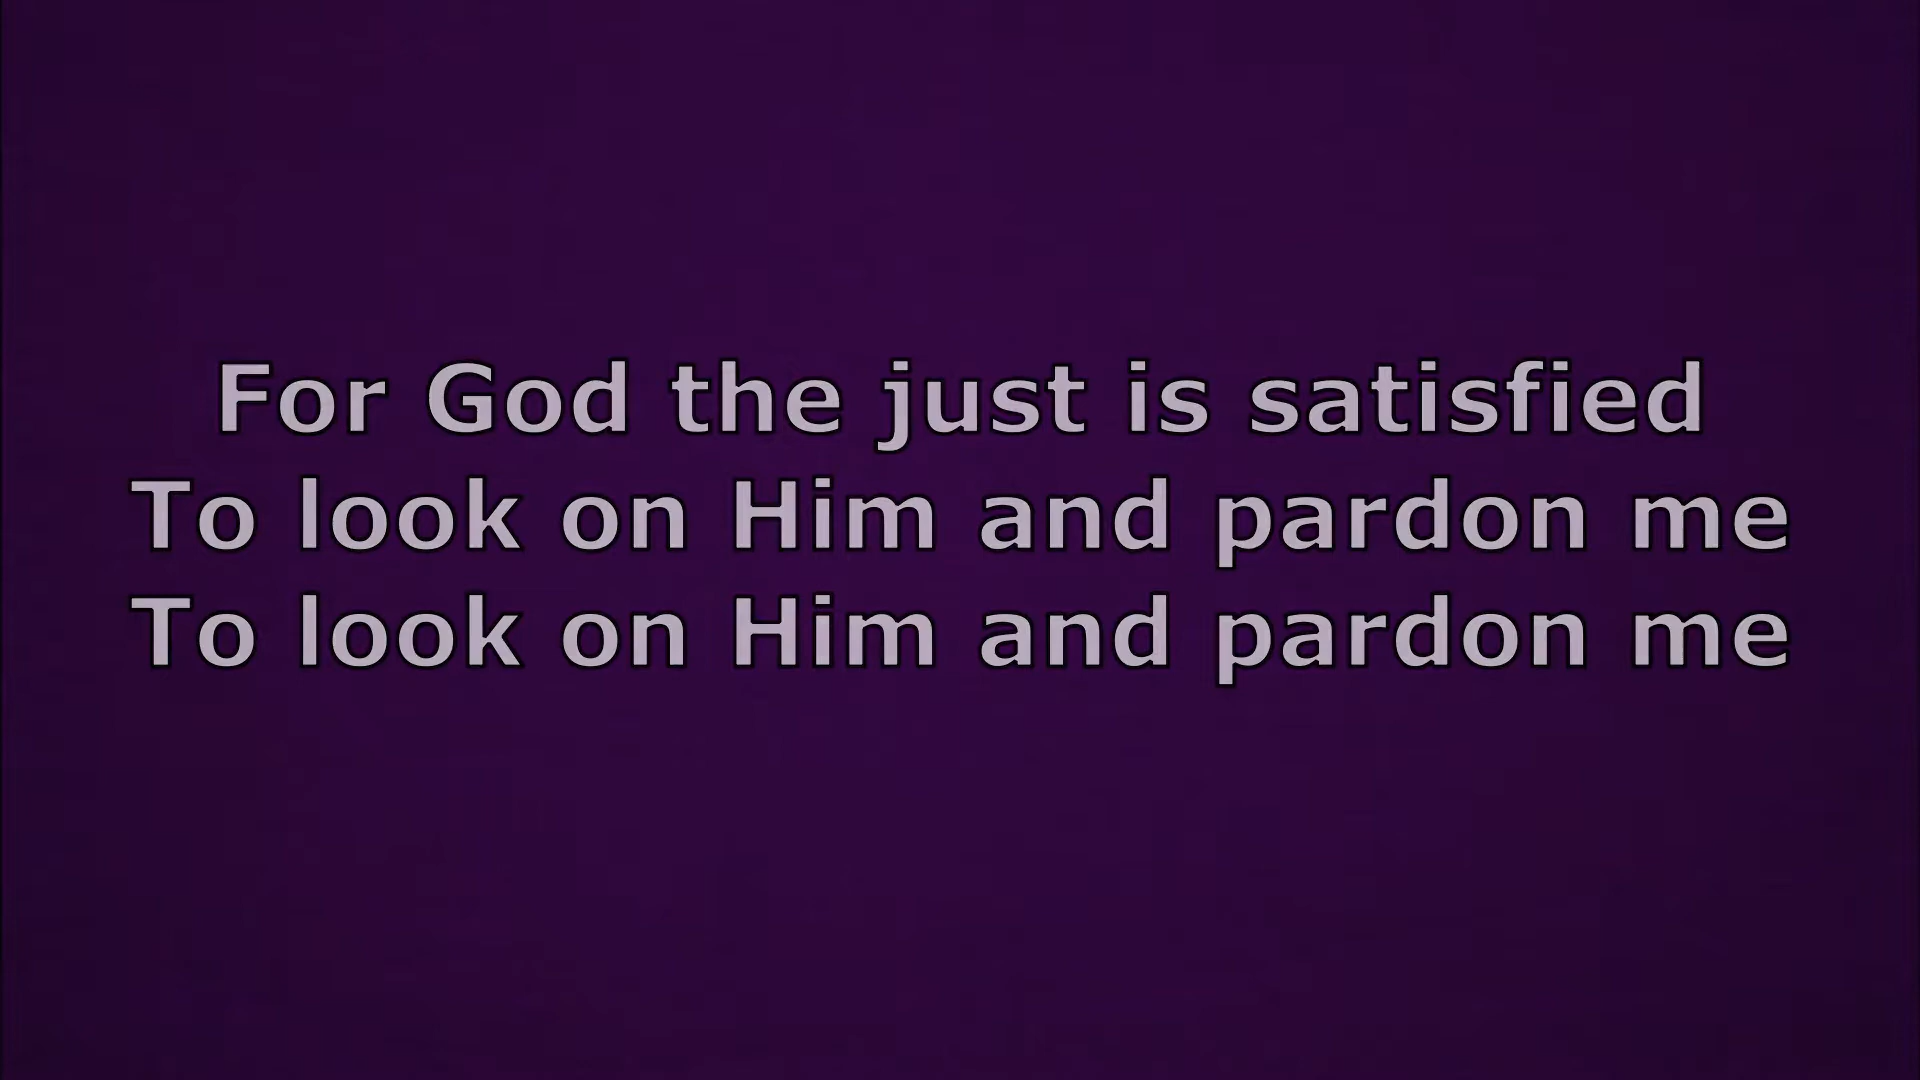 For God the just is satisfied
To look on Him and pardon me
To look on Him and pardon me